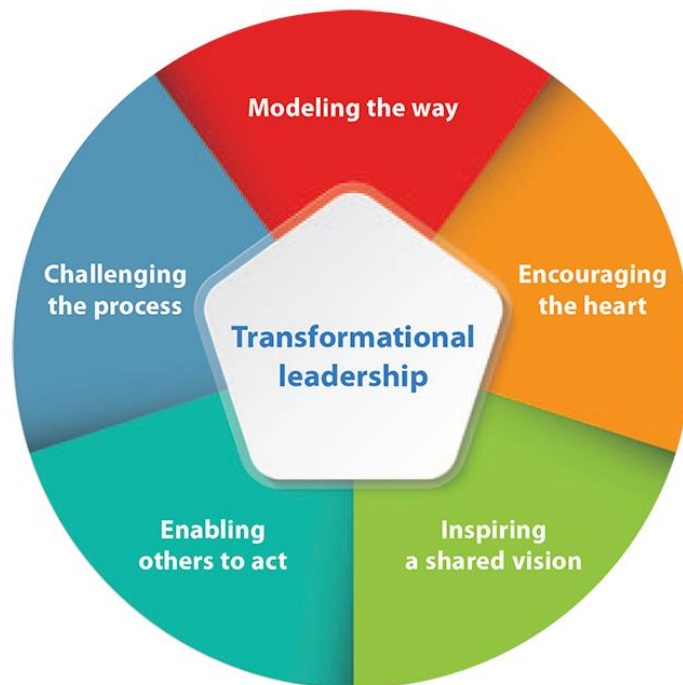 Modeling the way
Challenging
the process
Encouraging
the heart
Transformational
leadership
Enabling
others to act
Inspiring
a shared vision